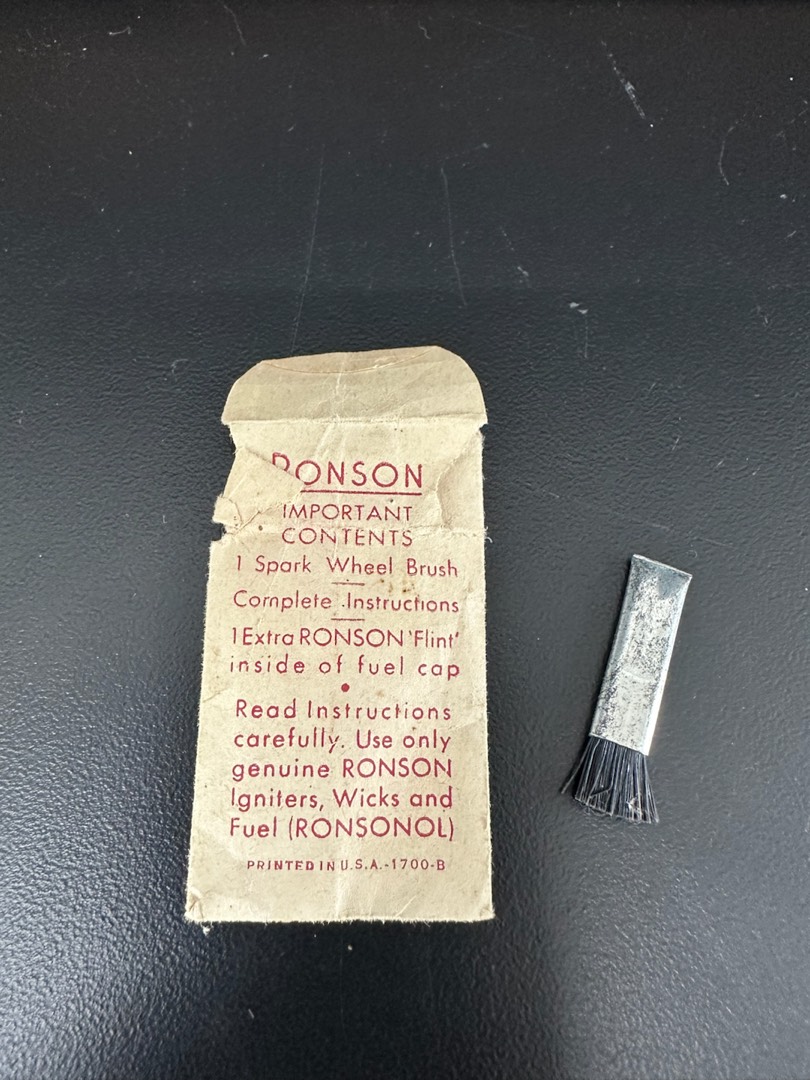 RONSON
IMPORTANT
CONTENTS
1 Spark Wheel Brush
Complete Instructions
1 Extra RONSON 'Flint'
inside of fuel cap
Read Instructions
carefully. Use only
genuine RONSON
Igniters, Wicks and
Fuel (RONSONOL)
PRINTED IN U.S.A.-1700-B